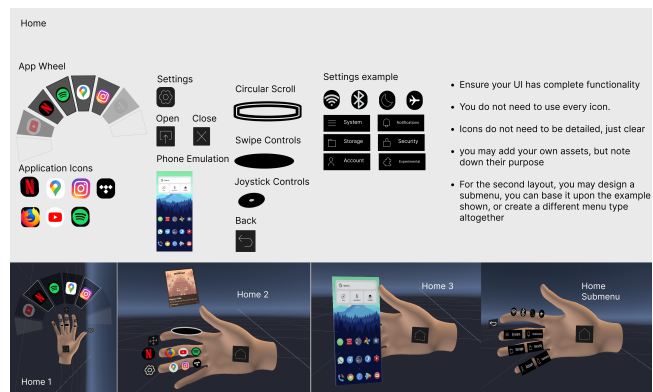 Home
App Wheel
Application Icons
Settings
Open
Close
Phone Emulation
Circular Scroll
Swipe Controls
Joystick Controls
Back
Settings example
System
Notifications
Storage
Security
Account
Experimental
Ensure your UI has complete functionality
You do not need to use every icon.
Icons do not need to be detailed, just clear
you may add your own assets, but note
down their purpose
For the second layout, you may design a
submenu, you can base it upon the example
shown, or create a different menu type
altogether
Home 1
Home 2
Home 3
Home
Submenu